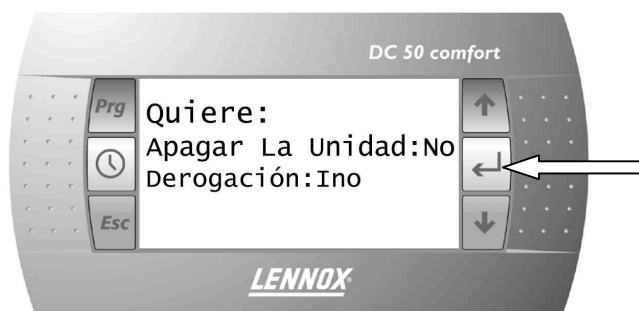 DC 50 comfort
Prg
Quiere:
Apagar La Unidad:No
Derogación:Ino
Esc
LENNOX